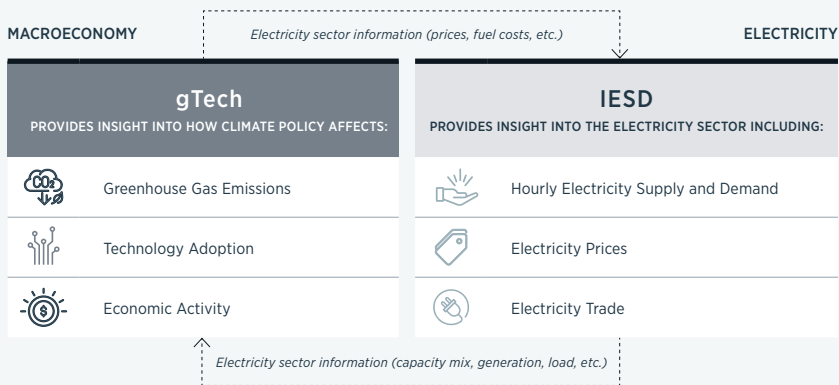 Electricity sector information (prices, fuel costs, etc.)
MACROECONOMY
ELECTRICITY
gTech
PROVIDES INSIGHT INTO HOW CLIMATE POLICY AFFECTS:
CO₂
Greenhouse Gas Emissions
Technology Adoption
$
Economic Activity
IESD
PROVIDES INSIGHT INTO THE ELECTRICITY SECTOR INCLUDING:
Hourly Electricity Supply and Demand
Electricity Prices
Electricity Trade
Electricity sector information (capacity mix, generation, load, etc.)